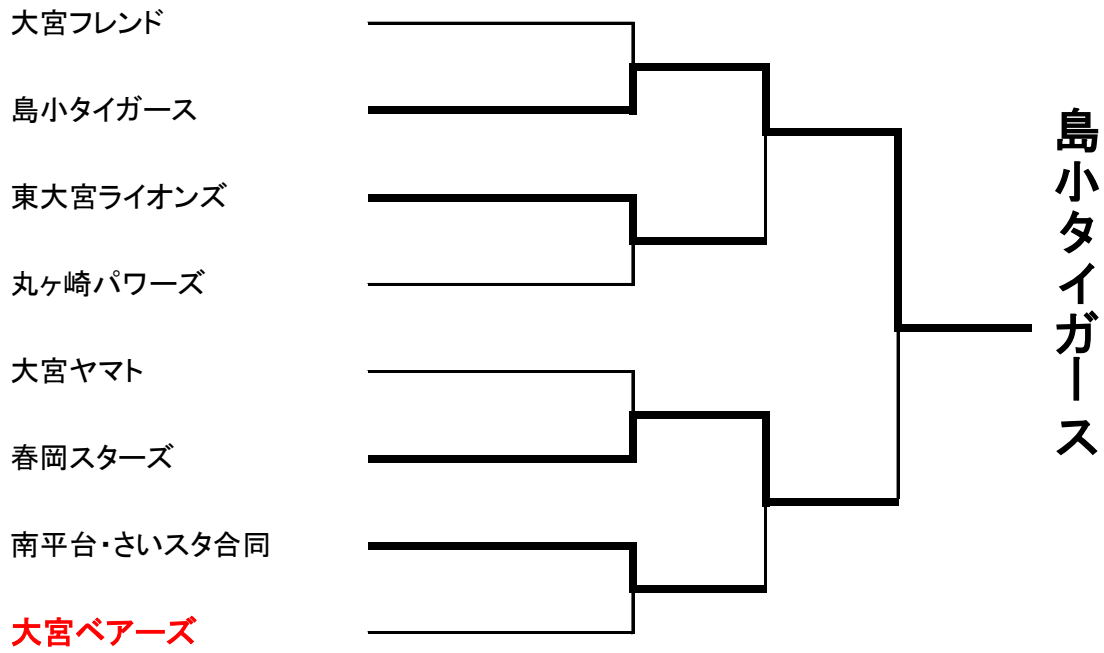 大宮フレンド
島小タイガース
東大宮ライオンズ
丸ヶ崎パワーズ
大宮ヤマト
春岡スターズ
南平台・さいスタ合同
大宮ベアーズ
島小タイガース